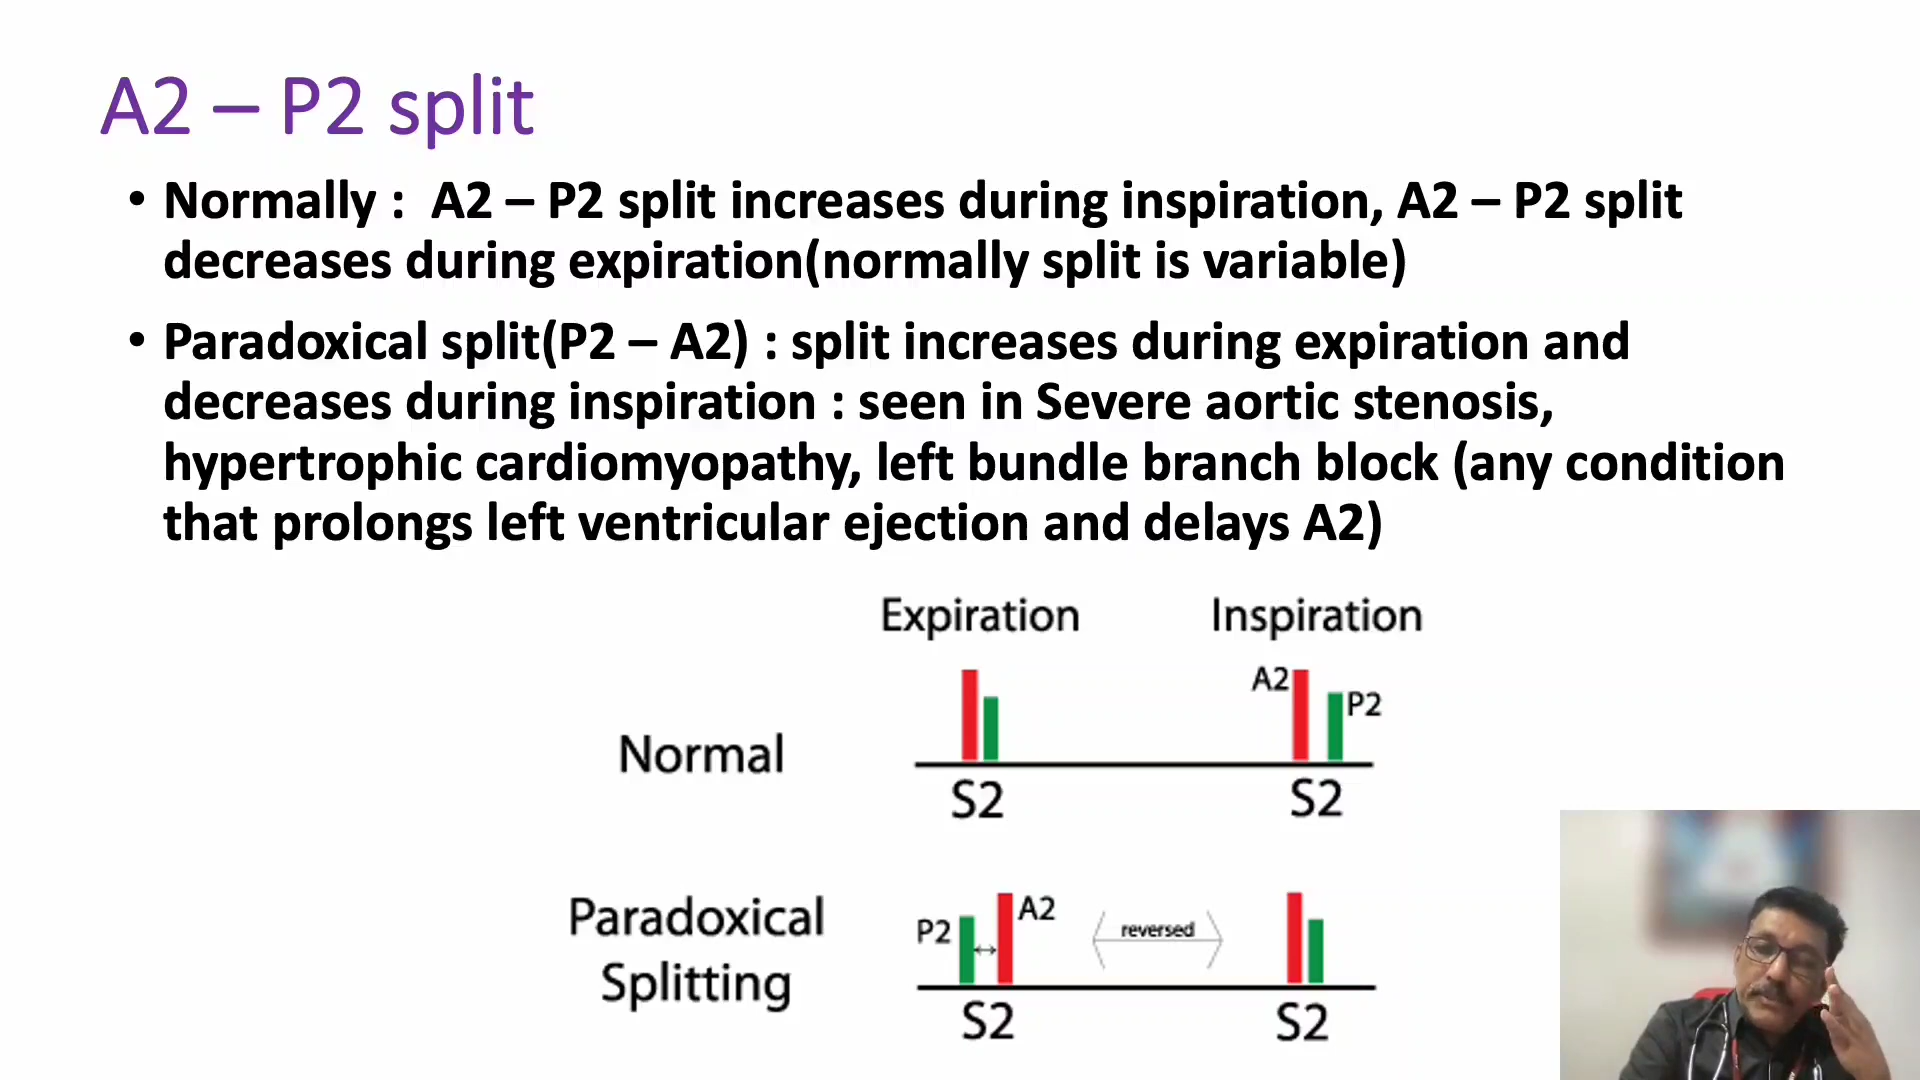 A2 – P2 split
• Normally :  A2 – P2 split increases during inspiration, A2 – P2 split
decreases during expiration(normally split is variable)
• Paradoxical split(P2 – A2) : split increases during expiration and
decreases during inspiration : seen in Severe aortic stenosis,
hypertrophic cardiomyopathy, left bundle branch block (any condition
that prolongs left ventricular ejection and delays A2)
Expiration Inspiration
A2 P2
Normal
S2 S2
Paradoxical
Splitting
P2 A2 reversed
S2 S2